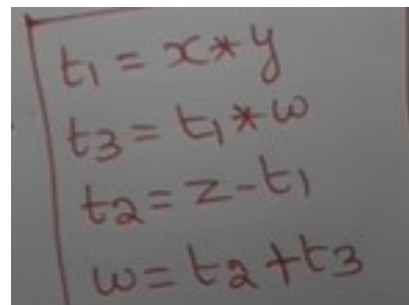 t1 = x * y
t3 = t1 * w
t2 = z - t1
w = t2 + t3